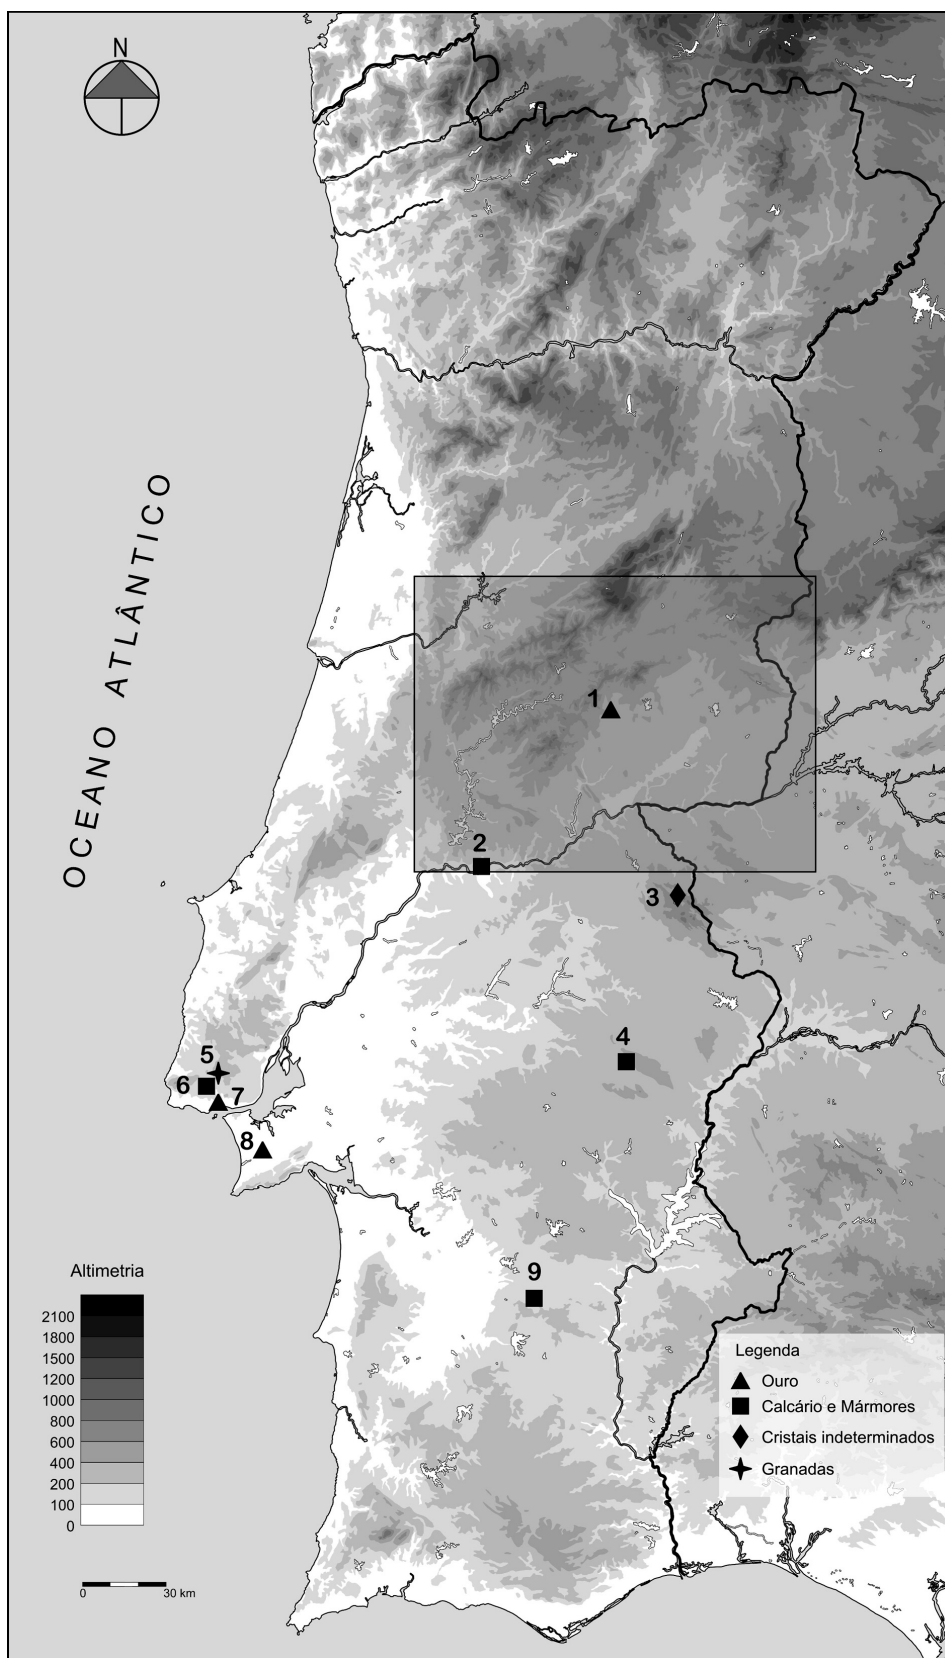 N
OCEANO ATLÂNTICO
1
2
3
4
5
6
7
8
9
Altimetria
2100
1800
1500
1200
1000
800
600
400
200
100
0
0 30 km
Legenda
Ouro
Calcário e Mármores
Cristais indeterminados
Granadas